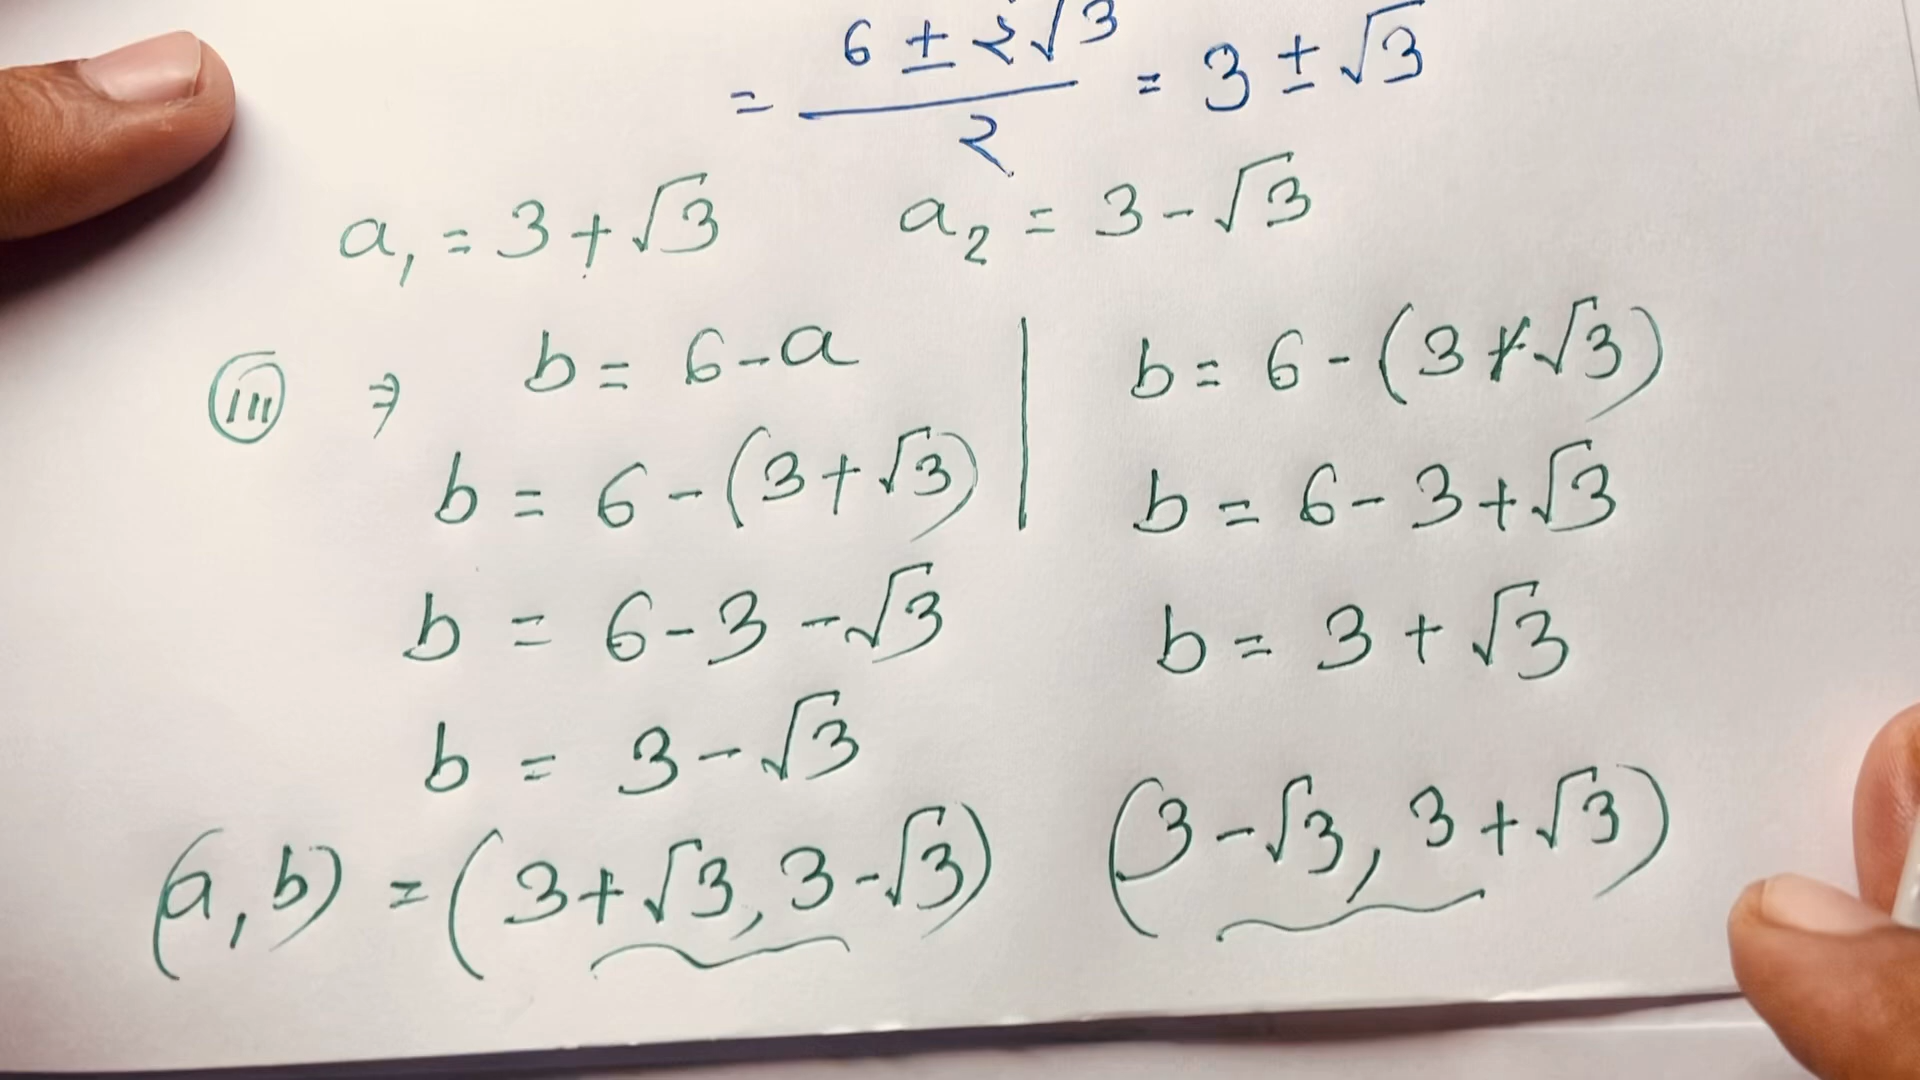 = (6 ± 2√3)/2 = 3 ± √3
a₁ = 3 + √3    a₂ = 3 - √3
(iii) ⇒ b = 6 - a
b = 6 - (3 + √3)
b = 6 - 3 - √3
b = 3 - √3
b = 6 - (3 - √3)
b = 6 - 3 + √3
b = 3 + √3
(a, b) = (3 + √3, 3 - √3)    (3 - √3, 3 + √3)